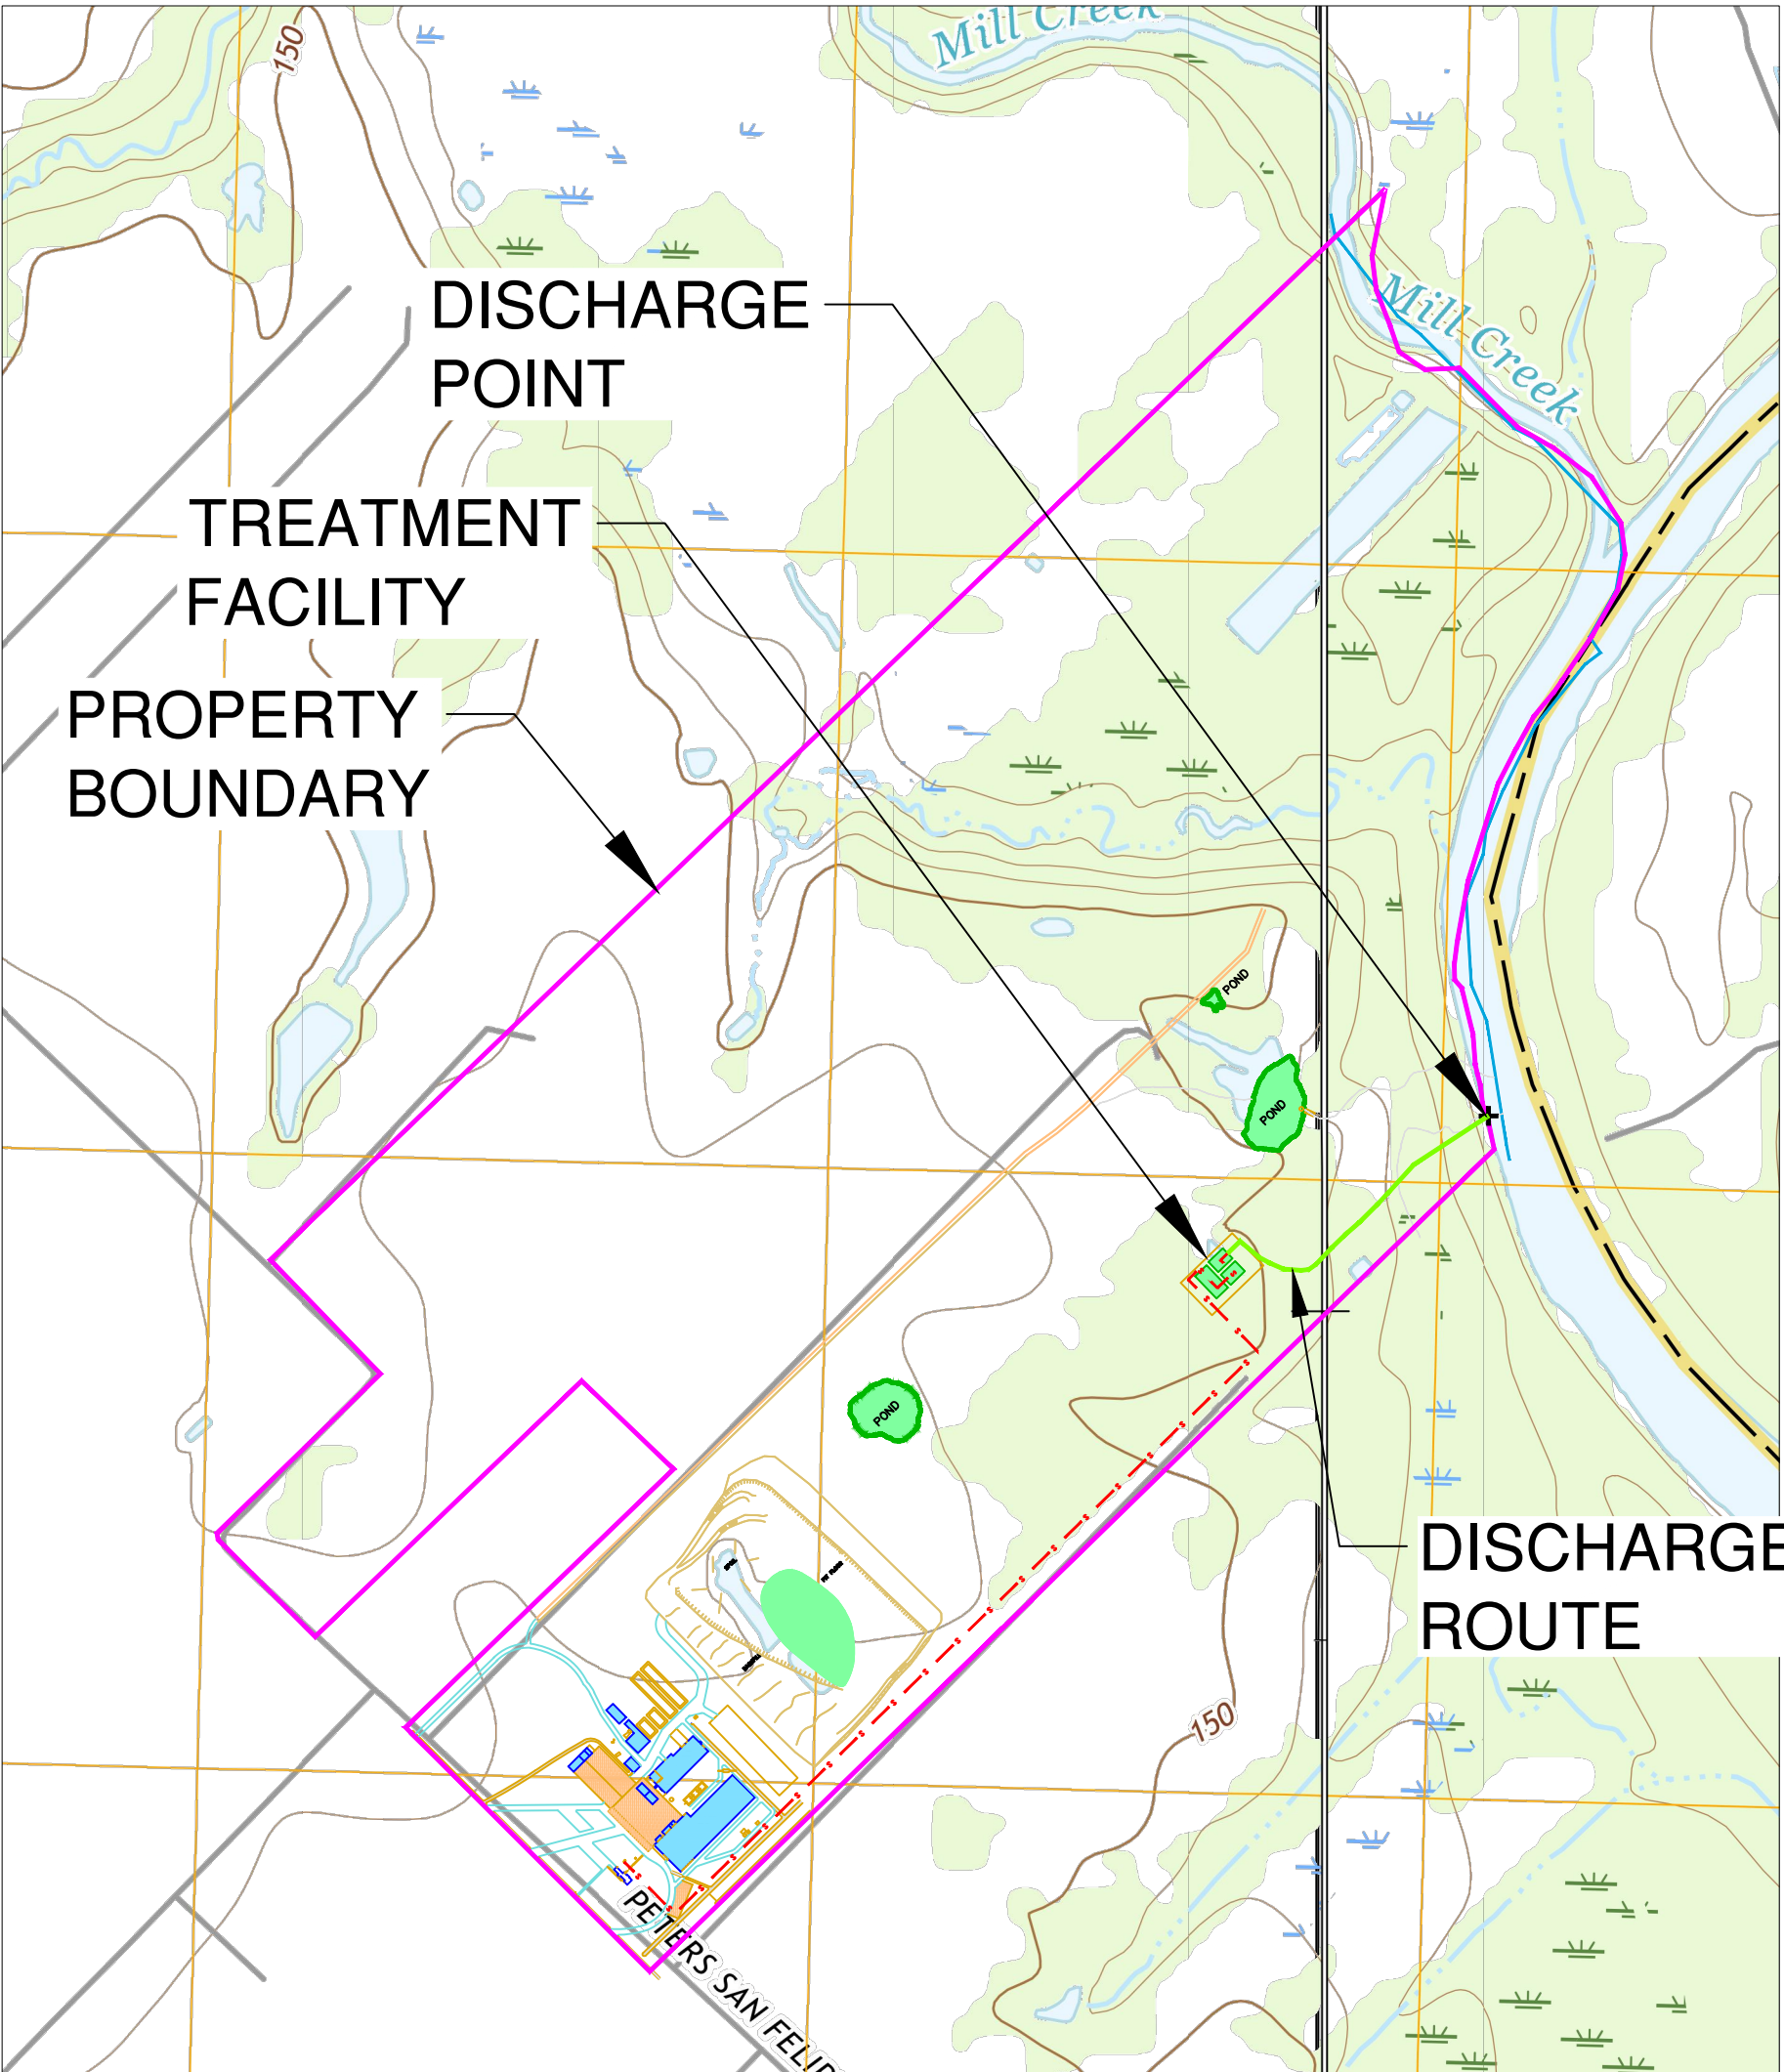 Mill Creek
150
DISCHARGE
POINT
Mill Creek
TREATMENT
FACILITY
PROPERTY
BOUNDARY
POND
POND
POND
DISCHARGE
ROUTE
150
PETERS SAN FELIP